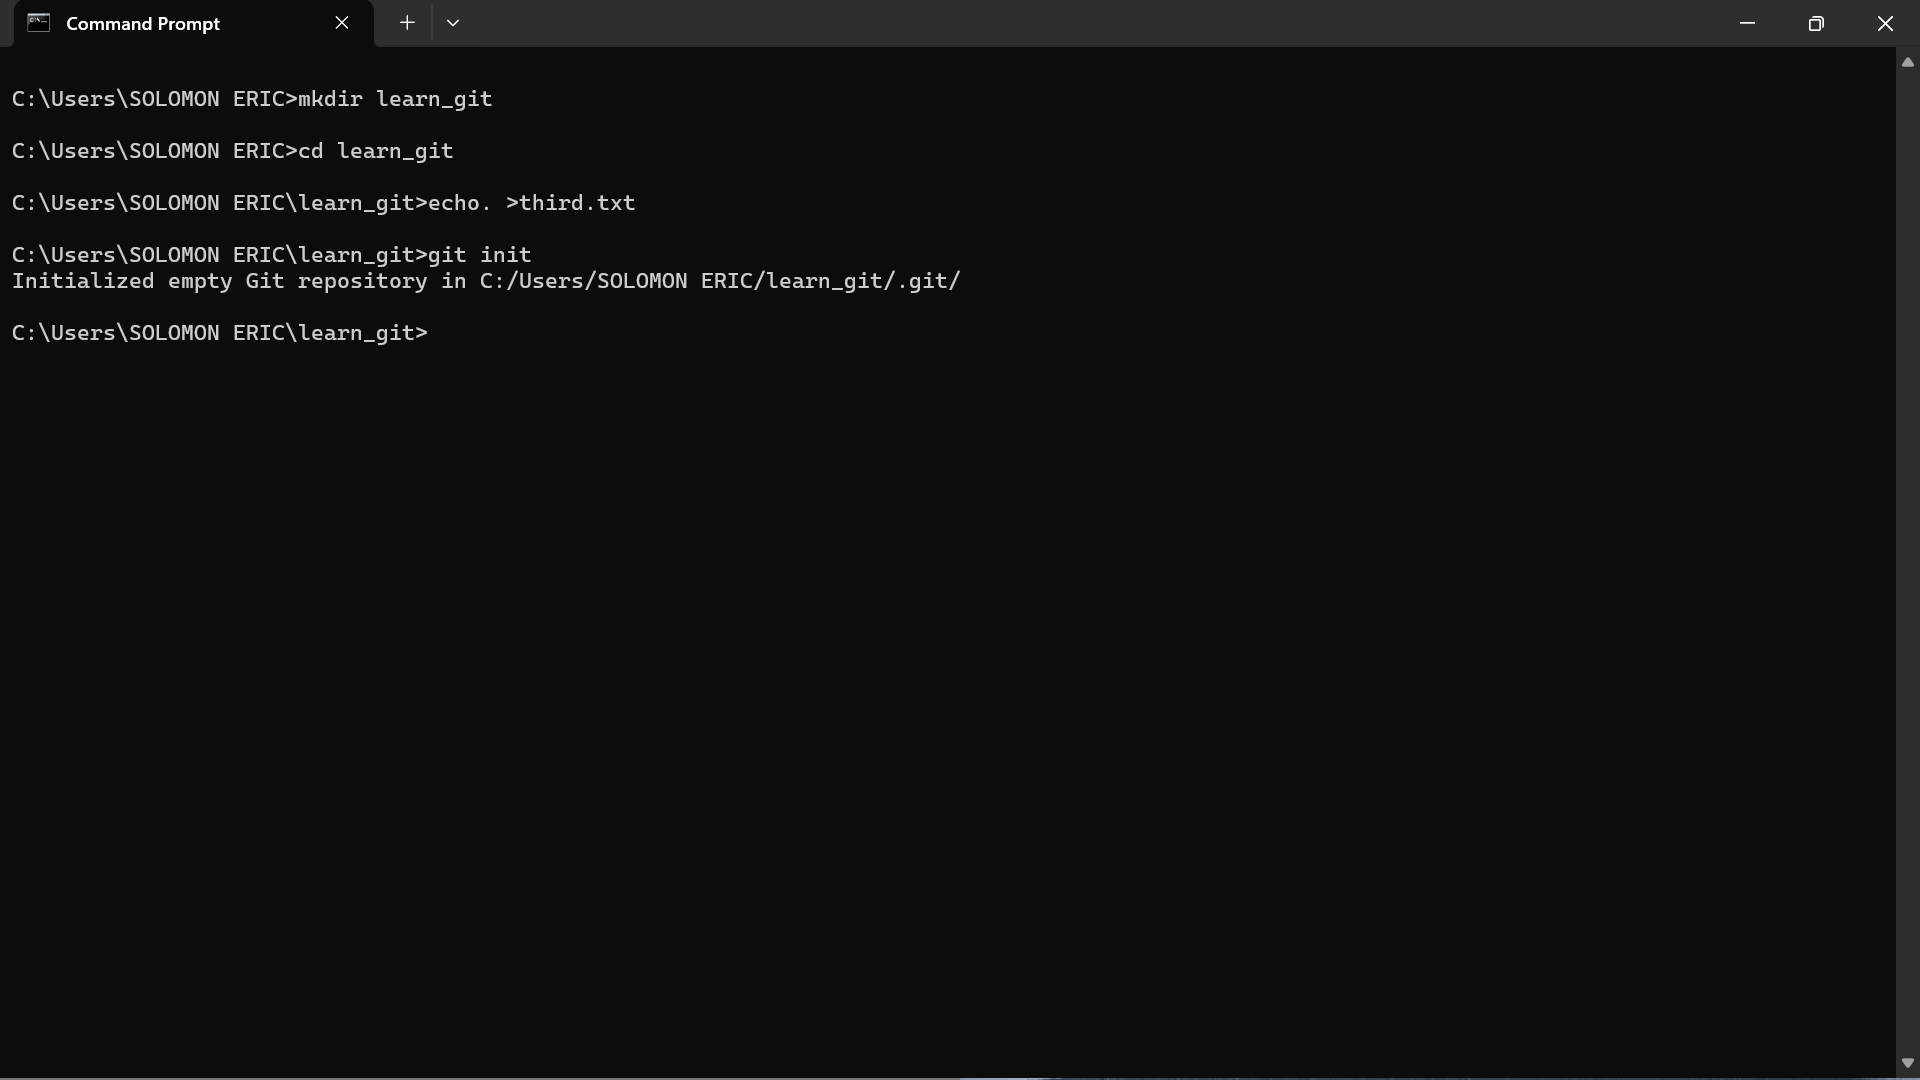 Command Prompt
C:\Users\SOLOMON ERIC>mkdir learn_git
C:\Users\SOLOMON ERIC>cd learn_git
C:\Users\SOLOMON ERIC\learn_git>echo. >third.txt
C:\Users\SOLOMON ERIC\learn_git>git init
Initialized empty Git repository in C:/Users/SOLOMON ERIC/learn_git/.git/
C:\Users\SOLOMON ERIC\learn_git>